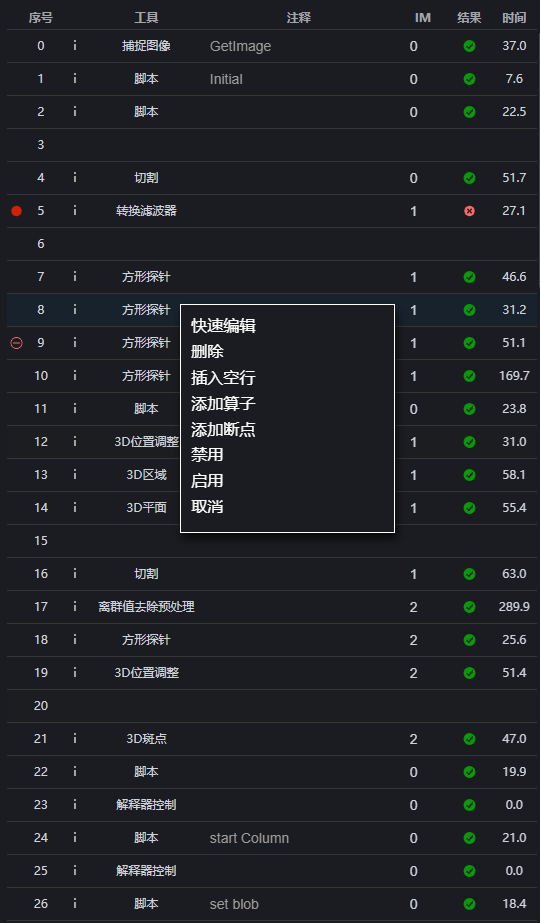 序号 工具 注释 IM 结果 时间
0 i 捕捉图像 GetImage 0 37.0
1 i 脚本 Initial 0 7.6
2 i 脚本 0 22.5
3
4 i 切割 0 51.7
5 i 转换滤波器 1 27.1
6
7 i 方形探针 1 46.6
8 i 方形探针 1 31.2
9 i 方形探针 1 51.1
10 i 方形探针 1 169.7
11 i 脚本 0 23.8
12 i 3D位置调整 1 31.0
13 i 3D区域 1 58.1
14 i 3D平面 1 55.4
快速编辑
删除
插入空行
添加算子
添加断点
禁用
启用
取消
15
16 i 切割 1 63.0
17 i 离群值去除预处理 2 289.9
18 i 方形探针 2 25.6
19 i 3D位置调整 2 51.4
20
21 i 3D斑点 2 47.0
22 i 脚本 0 19.9
23 i 解释器控制 0 0.0
24 i 脚本 start Column 0 21.0
25 i 解释器控制 0 0.0
26 i 脚本 set blob 0 18.4